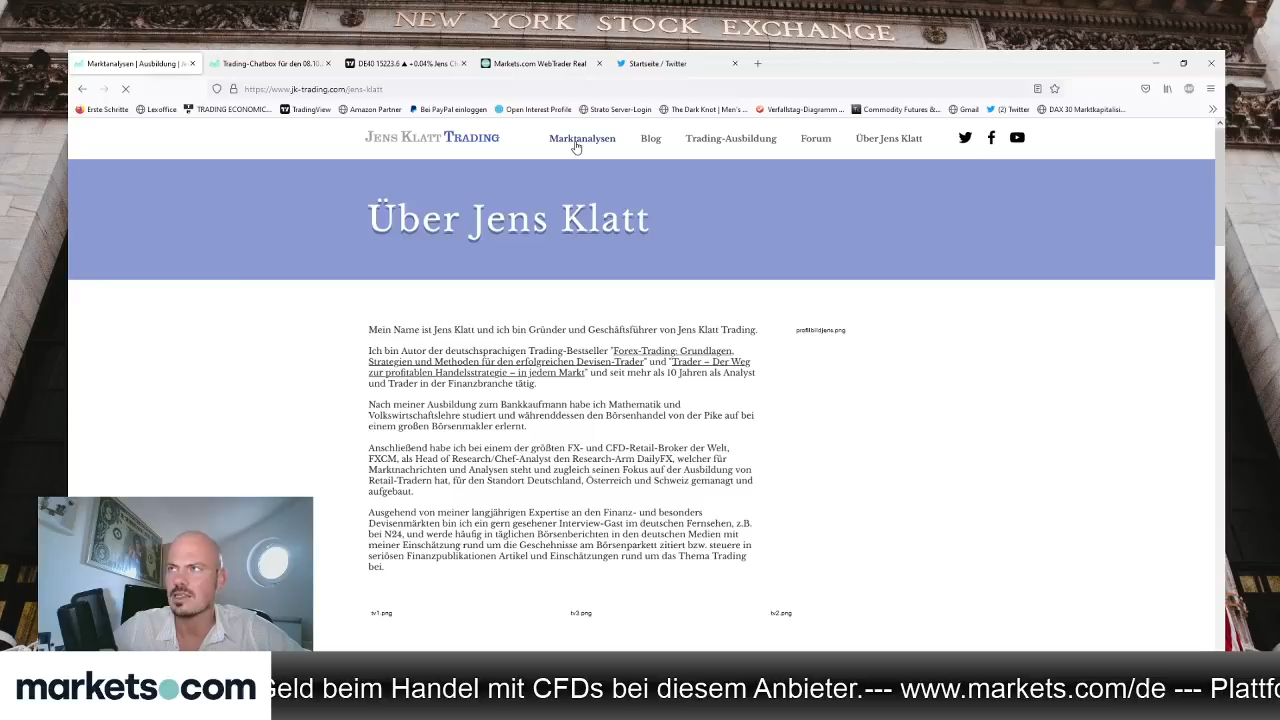 NEW YORK STOCK EXCHANGE
Marktanalysen | Ausbildung | Je
Trading-Chatbox für den 08.10.
DE40 15223.6 ▲ +0.04% Jens Ch
Markets.com WebTrader Real
Startseite / Twitter
https://www.jk-trading.com/jens-klatt
Erste Schritte
Lexoffice
TRADING ECONOMIC...
TradingView
Amazon Partner
Bei PayPal einloggen
Open Interest Profile
Strato Server-Login
The Dark Knot | Men's ...
Verfallstag-Diagramm ...
Commodity Futures &...
Gmail
(2) Twitter
DAX 30 Marktkapitalisi...
JENS KLATT TRADING
Marktanalysen
Blog
Trading-Ausbildung
Forum
Über Jens Klatt
Über Jens Klatt
Mein Name ist Jens Klatt und ich bin Gründer und Geschäftsführer von Jens Klatt Trading.
profilbildjens.png
Ich bin Autor der deutschsprachigen Trading-Bestseller "Forex-Trading: Grundlagen,
Strategien und Methoden für den erfolgreichen Devisen-Trader" und "Trader – Der Weg
zur profitablen Handelsstrategie – in jedem Markt" und seit mehr als 10 Jahren als Analyst
und Trader in der Finanzbranche tätig.
Nach meiner Ausbildung zum Bankkaufmann habe ich Mathematik und
Volkswirtschaftslehre studiert und währenddessen den Börsenhandel von der Pike auf bei
einem großen Börsenmakler erlernt.
Anschließend habe ich bei einem der größten FX- und CFD-Retail-Broker der Welt,
FXCM, als Head of Research/Chef-Analyst den Research-Arm DailyFX, welcher für
Marktnachrichten und Analysen steht und zugleich seinen Fokus auf der Ausbildung von
Retail-Tradern hat, für den Standort Deutschland, Österreich und Schweiz gemanagt und
aufgebaut.
Ausgehend von meiner langjährigen Expertise an den Finanz- und besonders
Devisenmärkten bin ich ein gern gesehener Interview-Gast im deutschen Fernsehen, z.B.
bei N24, und werde häufig in täglichen Börsenberichten in den deutschen Medien mit
meiner Einschätzung rund um die Geschehnisse am Börsenparkett zitiert bzw. steuere in
seriösen Finanzpublikationen Artikel und Einschätzungen rund um das Thema Trading
bei.
tv1.png
tv3.png
tv2.png
markets.com
Geld beim Handel mit CFDs bei diesem Anbieter.--- www.markets.com/de --- Plattfo